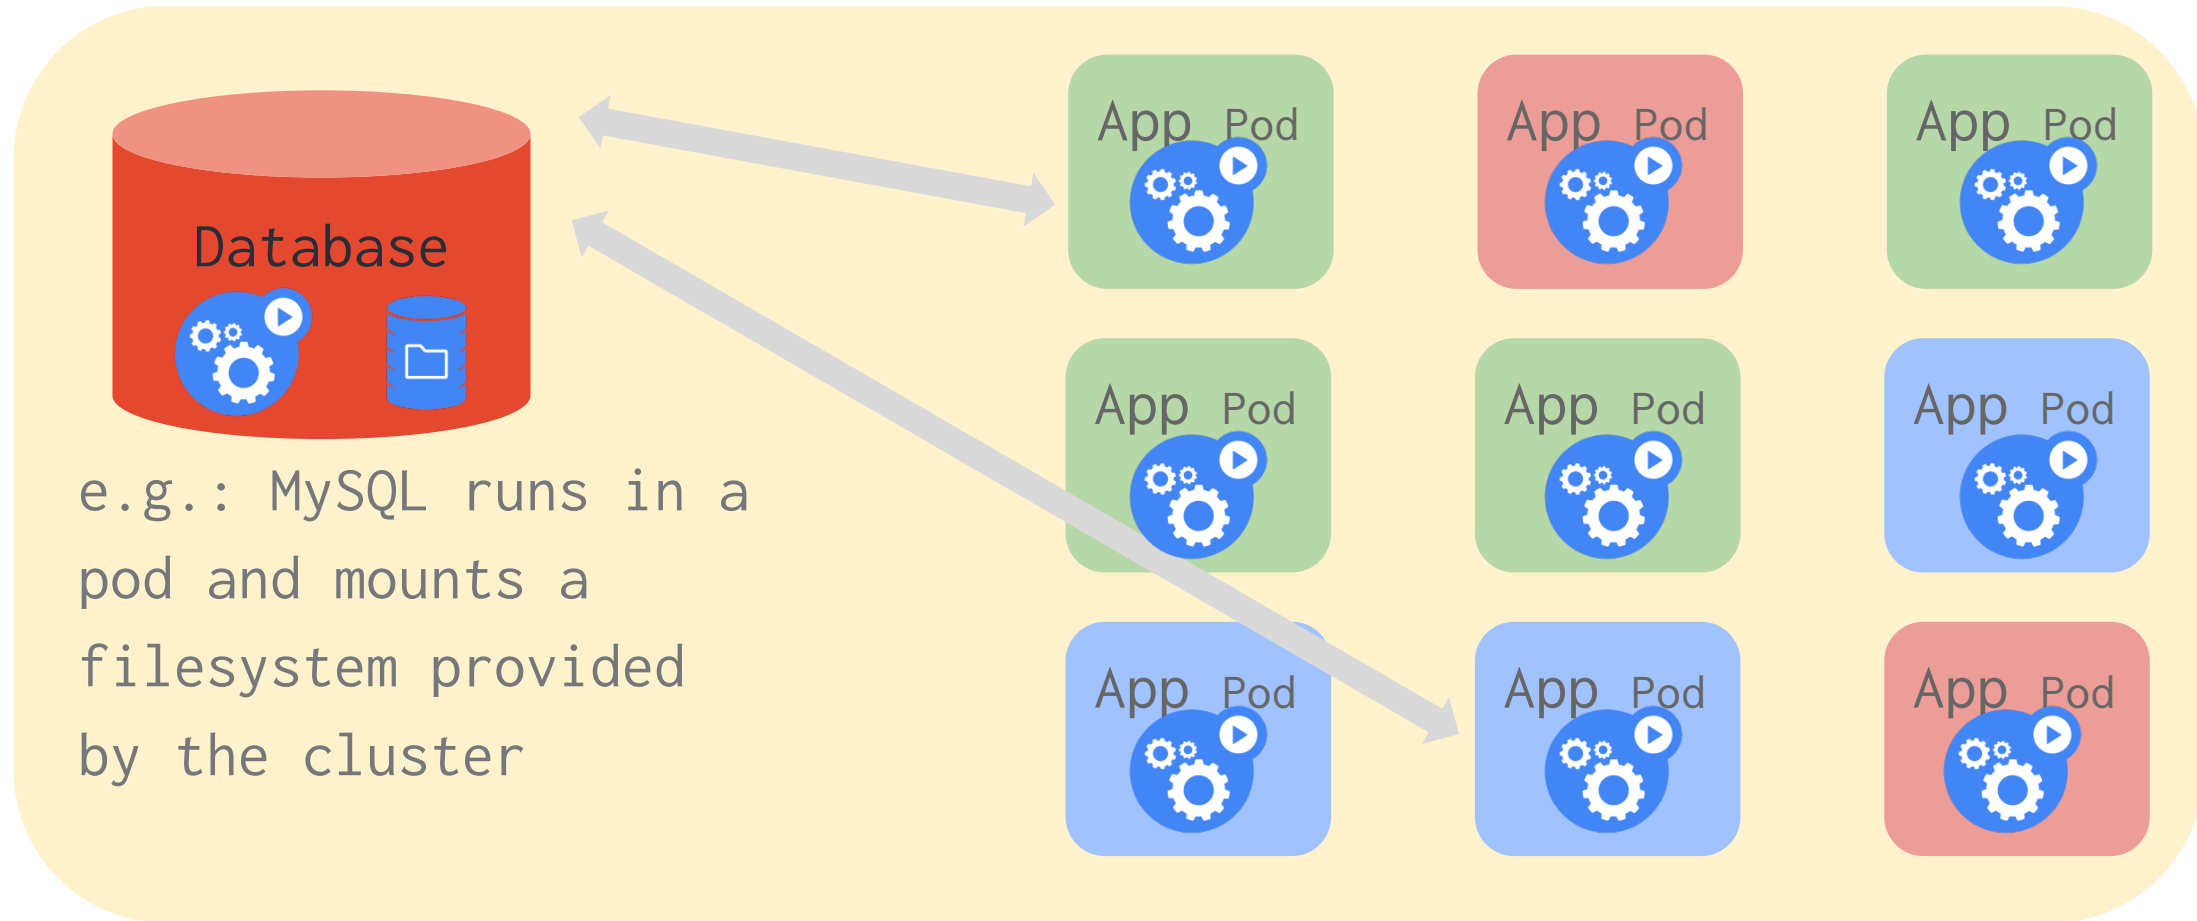 App Pod
App Pod
App Pod
Database
App Pod
App Pod
App Pod
e.g.: MySQL runs in a
pod and mounts a
filesystem provided
by the cluster
App Pod
App Pod
App Pod